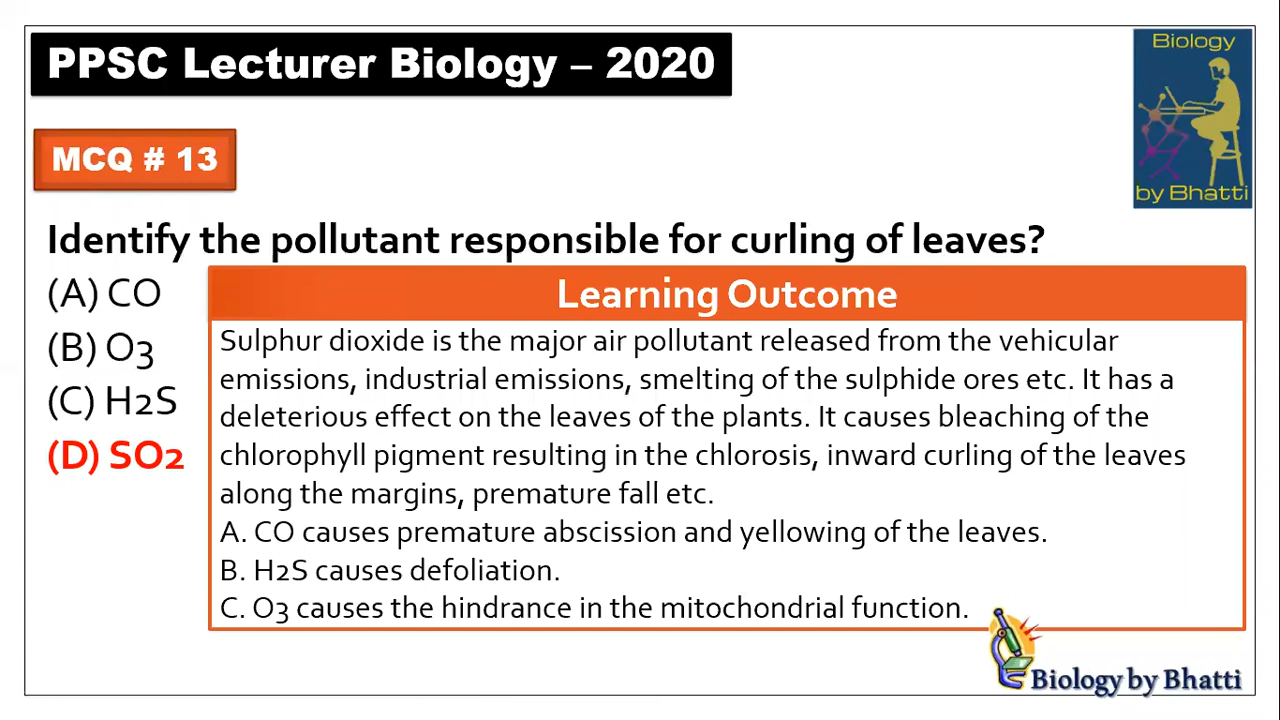 PPSC Lecturer Biology – 2020
Biology
by Bhatti
MCQ # 13
Identify the pollutant responsible for curling of leaves?
(A) CO
(B) O3
(C) H2S
(D) SO2
Learning Outcome
Sulphur dioxide is the major air pollutant released from the vehicular
emissions, industrial emissions, smelting of the sulphide ores etc. It has a
deleterious effect on the leaves of the plants. It causes bleaching of the
chlorophyll pigment resulting in the chlorosis, inward curling of the leaves
along the margins, premature fall etc.
A. CO causes premature abscission and yellowing of the leaves.
B. H2S causes defoliation.
C. O3 causes the hindrance in the mitochondrial function.
Biology by Bhatti